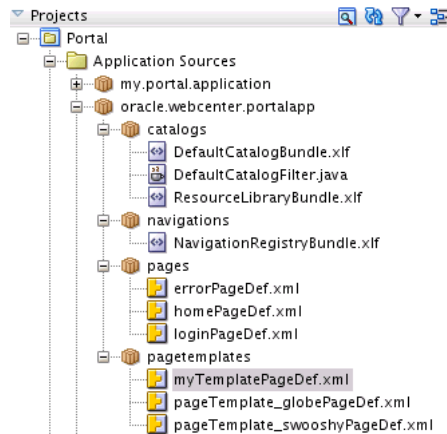 Projects
Portal
Application Sources
my.portal.application
oracle.webcenter.portalapp
catalogs
DefaultCatalogBundle.xlf
DefaultCatalogFilter.java
ResourceLibraryBundle.xlf
navigations
NavigationRegistryBundle.xlf
pages
errorPageDef.xml
homePageDef.xml
loginPageDef.xml
pagetemplates
myTemplatePageDef.xml
pageTemplate_globePageDef.xml
pageTemplate_swooshyPageDef.xml